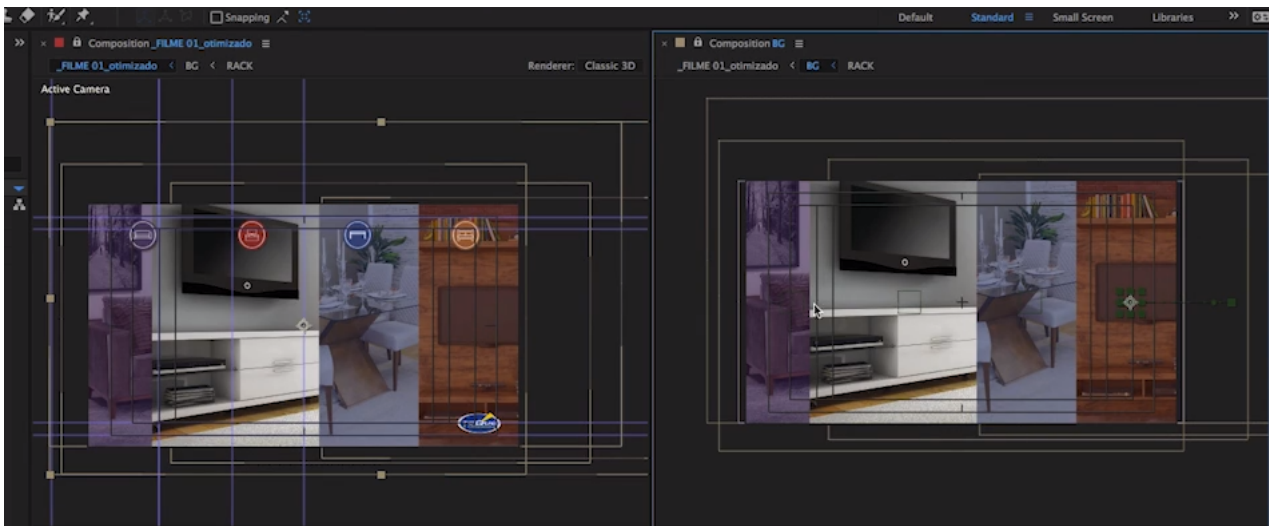 Snapping
Default Standard Small Screen Libraries
Composition _FILME 01_otimizado
_FILME 01_otimizado BG RACK
Renderer: Classic 3D
Active Camera
Composition BG
_FILME 01_otimizado BG RACK